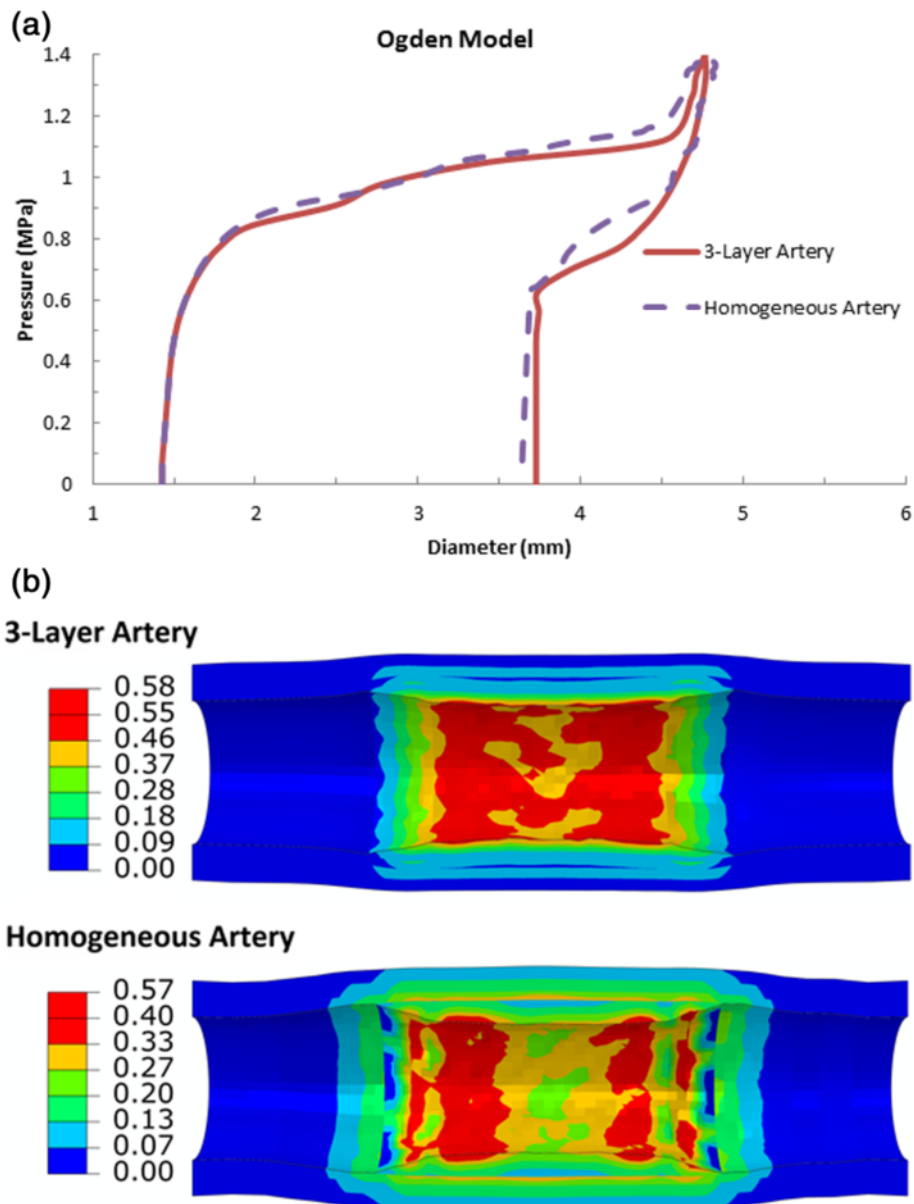 (a)
Ogden Model
1.4
1.2
1
0.8
0.6
0.4
0.2
0
Pressure (MPa)
3-Layer Artery
Homogeneous Artery
1 2 3 4 5 6
Diameter (mm)
(b)
3-Layer Artery
0.58
0.55
0.46
0.37
0.28
0.18
0.09
0.00
Homogeneous Artery
0.57
0.40
0.33
0.27
0.20
0.13
0.07
0.00